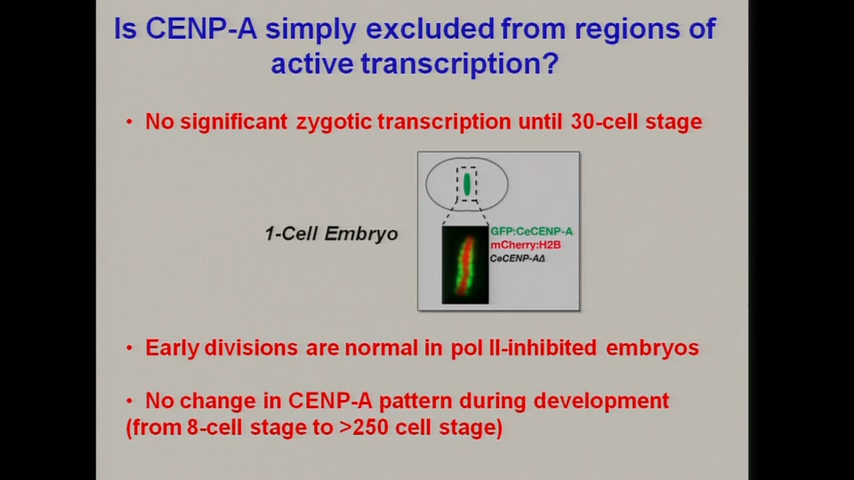 Is CENP-A simply excluded from regions of
active transcription?
• No significant zygotic transcription until 30-cell stage
1-Cell Embryo
GFP:CeCENP-A
mCherry:H2B
CeCENP-AΔ
• Early divisions are normal in pol II-inhibited embryos
• No change in CENP-A pattern during development
(from 8-cell stage to >250 cell stage)